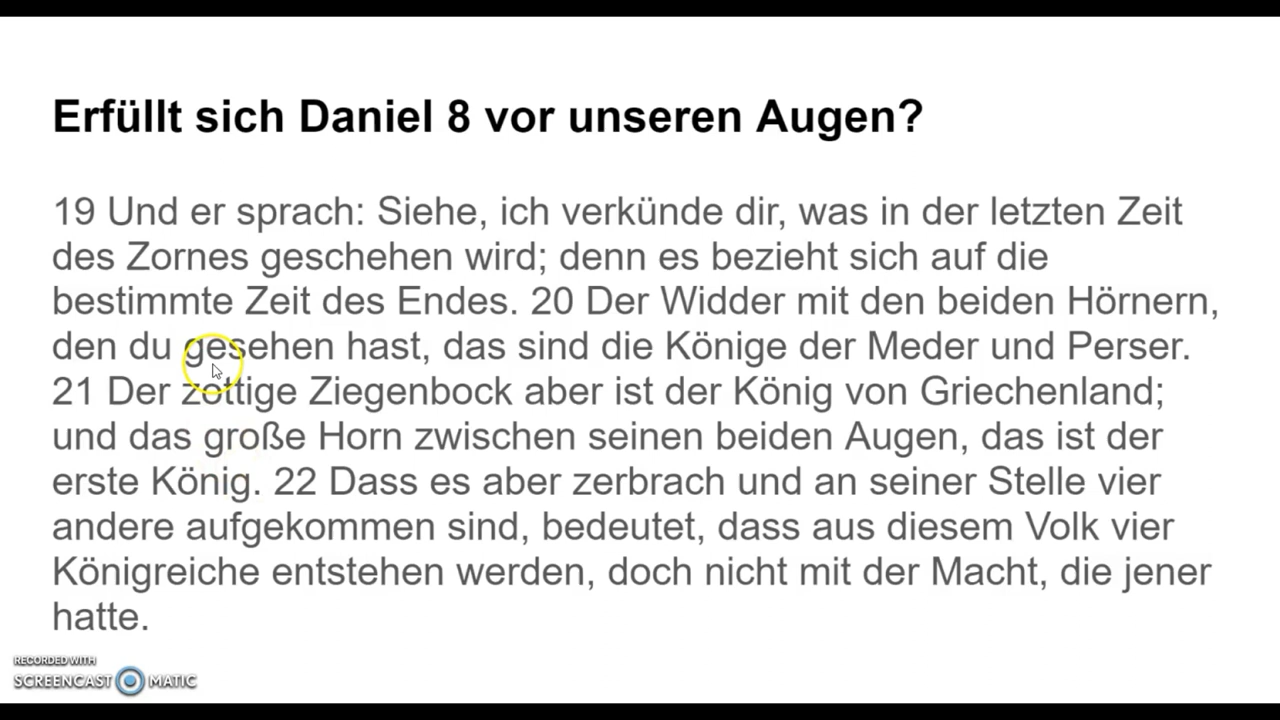 Erfüllt sich Daniel 8 vor unseren Augen?
19 Und er sprach: Siehe, ich verkünde dir, was in der letzten Zeit
des Zornes geschehen wird; denn es bezieht sich auf die
bestimmte Zeit des Endes. 20 Der Widder mit den beiden Hörnern,
den du gesehen hast, das sind die Könige der Meder und Perser.
21 Der zottige Ziegenbock aber ist der König von Griechenland;
und das große Horn zwischen seinen beiden Augen, das ist der
erste König. 22 Dass es aber zerbrach und an seiner Stelle vier
andere aufgekommen sind, bedeutet, dass aus diesem Volk vier
Königreiche entstehen werden, doch nicht mit der Macht, die jener
hatte.
RECORDED WITH
SCREENCAST MATIC